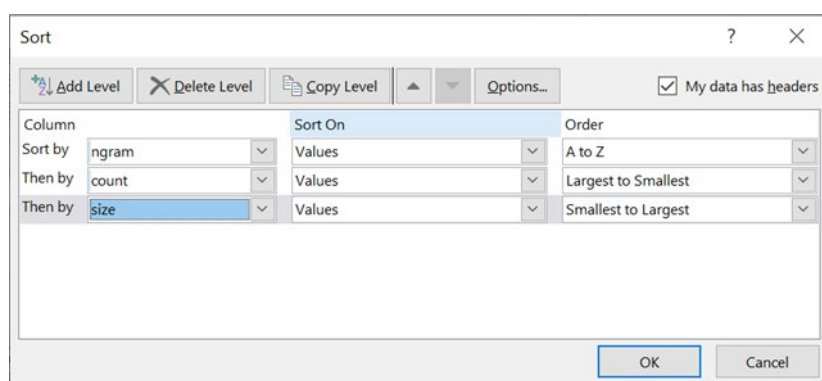 Sort ? ×
Add Level Delete Level Copy Level Options... My data has headers
Column Sort On Order
Sort by ngram Values A to Z
Then by count Values Largest to Smallest
Then by size Values Smallest to Largest
OK Cancel